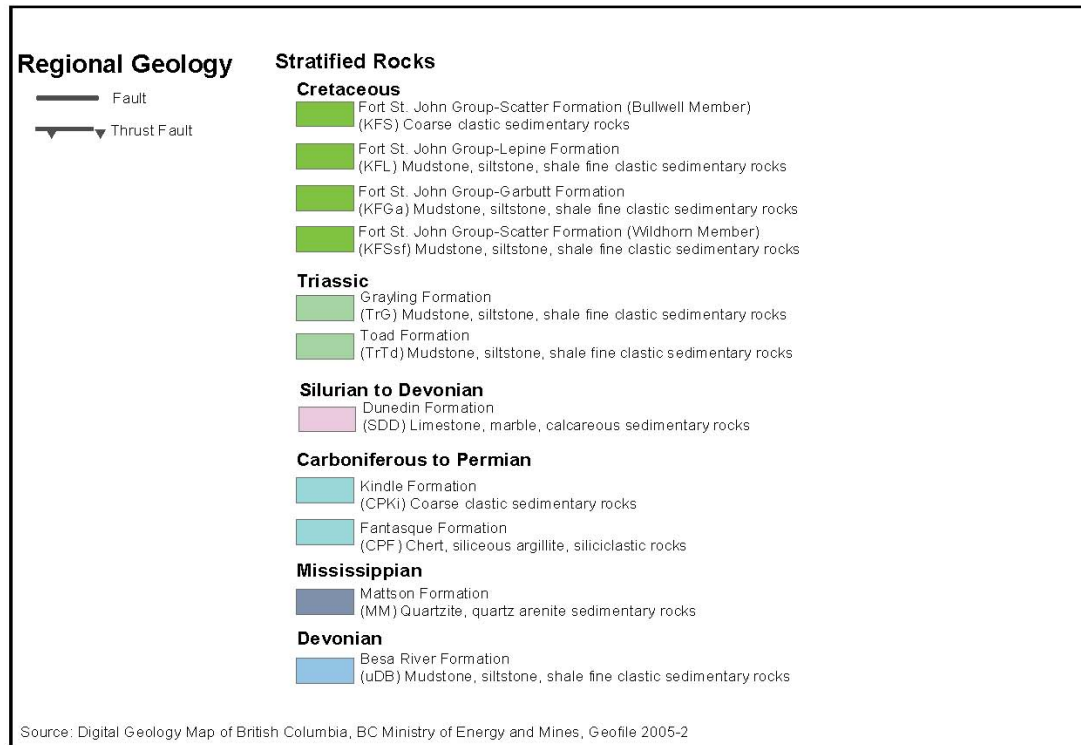 Regional Geology
Fault
Thrust Fault
Stratified Rocks
Cretaceous
Fort St. John Group-Scatter Formation (Bullwell Member)
(KFS) Coarse clastic sedimentary rocks
Fort St. John Group-Lepine Formation
(KFL) Mudstone, siltstone, shale fine clastic sedimentary rocks
Fort St. John Group-Garbutt Formation
(KFGa) Mudstone, siltstone, shale fine clastic sedimentary rocks
Fort St. John Group-Scatter Formation (Wildhorn Member)
(KFSsf) Mudstone, siltstone, shale fine clastic sedimentary rocks
Triassic
Grayling Formation
(TrG) Mudstone, siltstone, shale fine clastic sedimentary rocks
Toad Formation
(TrTd) Mudstone, siltstone, shale fine clastic sedimentary rocks
Silurian to Devonian
Dunedin Formation
(SDD) Limestone, marble, calcareous sedimentary rocks
Carboniferous to Permian
Kindle Formation
(CPKi) Coarse clastic sedimentary rocks
Fantasque Formation
(CPF) Chert, siliceous argillite, siliciclastic rocks
Mississippian
Mattson Formation
(MM) Quartzite, quartz arenite sedimentary rocks
Devonian
Besa River Formation
(uDB) Mudstone, siltstone, shale fine clastic sedimentary rocks
Source: Digital Geology Map of British Columbia, BC Ministry of Energy and Mines, Geofile 2005-2